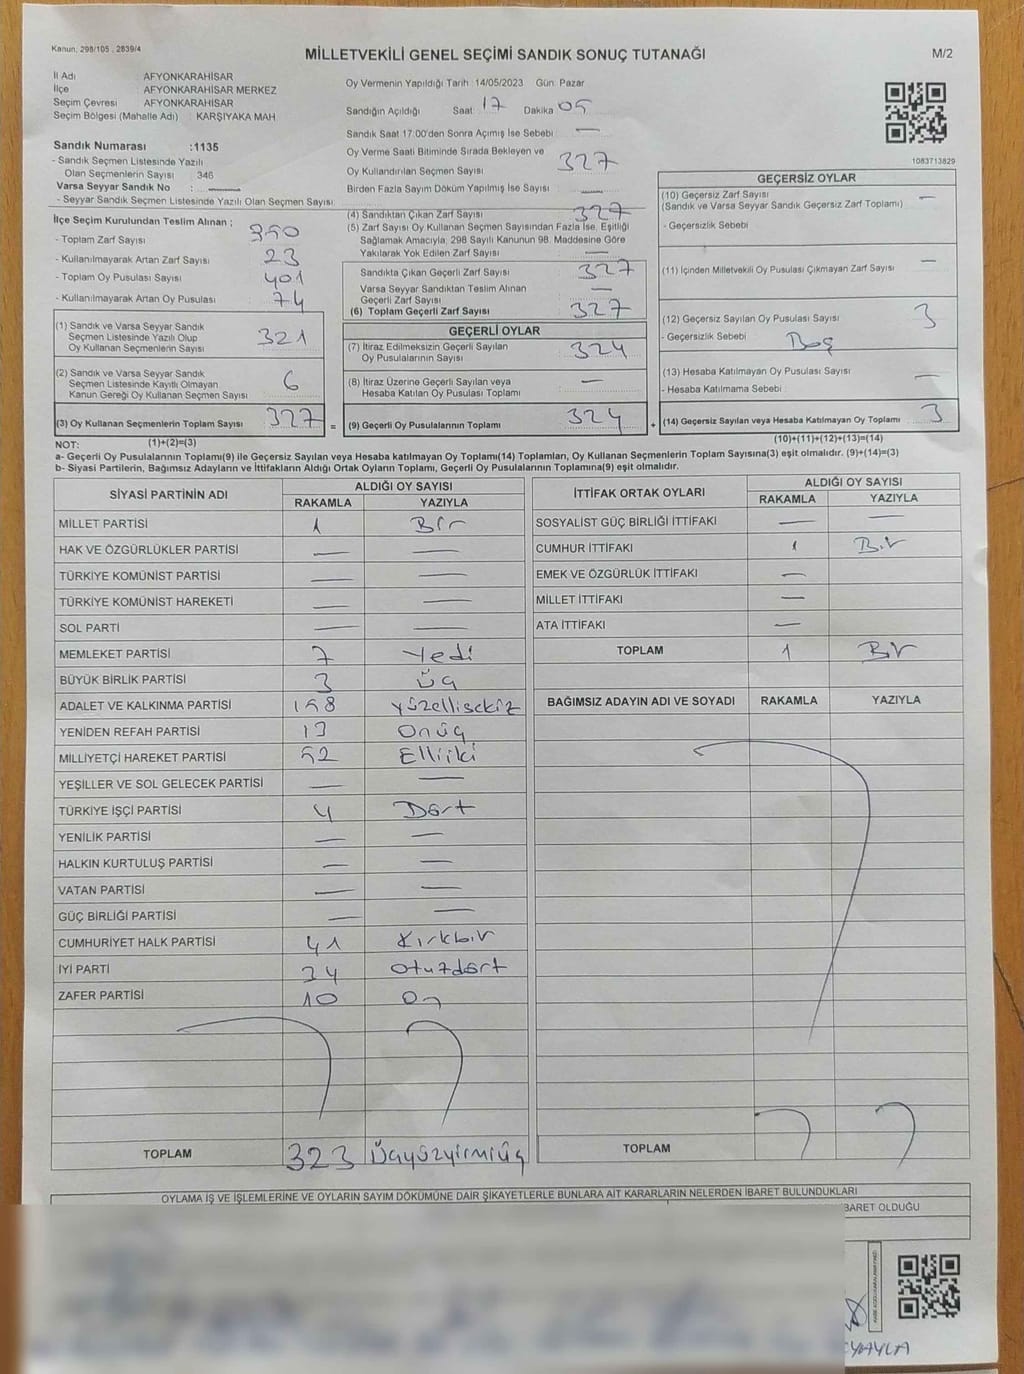 Kanun: 298/105 , 2839/4
MİLLETVEKİLİ GENEL SEÇİMİ SANDIK SONUÇ TUTANAĞI
M/2
İl Adı AFYONKARAHİSAR
İlçe AFYONKARAHİSAR MERKEZ
Seçim Çevresi AFYONKARAHİSAR
Seçim Bölgesi (Mahalle Adı) : KARŞIYAKA MAH
Sandık Numarası :1135
- Sandık Seçmen Listesinde Yazılı
Olan Seçmenlerin Sayısı : 346
Varsa Seyyar Sandık No : —
- Seyyar Sandık Seçmen Listesinde Yazılı Olan Seçmen Sayısı
Oy Vermenin Yapıldığı Tarih 14/05/2023 Gün: Pazar
Sandığın Açıldığı Saat 17 Dakika 05
Sandık Saat 17:00'den Sonra Açımış İse Sebebi : —
Oy Verme Saati Bitiminde Sırada Bekleyen ve
Oy Kullandırılan Seçmen Sayısı : 327
Birden Fazla Sayım Döküm Yapılmış İse Sayısı : —
1083713829
İlçe Seçim Kurulundan Teslim Alınan ;
- Toplam Zarf Sayısı : 350
- Kullanılmayarak Artan Zarf Sayısı : 23
- Toplam Oy Pusulası Sayısı : 401
- Kullanılmayarak Artan Oy Pusulası : 74
(1) Sandık ve Varsa Seyyar Sandık
Seçmen Listesinde Yazılı Olup
Oy Kullanan Seçmenlerin Sayısı : 321
(2) Sandık ve Varsa Seyyar Sandık
Seçmen Listesinde Kayıtlı Olmayan
Kanun Gereği Oy Kullanan Seçmen Sayısı : 6
(3) Oy Kullanan Seçmenlerin Toplam Sayısı : 327
(1)+(2)=(3)
(4) Sandıktan Çıkan Zarf Sayısı : 327
(5) Zarf Sayısı Oy Kullanan Seçmen Sayısından Fazla İse, Eşitliği
Sağlamak Amacıyla, 298 Sayılı Kanunun 98. Maddesine Göre
Yakılarak Yok Edilen Zarf Sayısı : —
Sandıkta Çıkan Geçerli Zarf Sayısı : 327
Varsa Seyyar Sandıktan Teslim Alınan
Geçerli Zarf Sayısı : —
(6) Toplam Geçerli Zarf Sayısı : 327
GEÇERLİ OYLAR
(7) İtiraz Edilmeksizin Geçerli Sayılan
Oy Pusulalarının Sayısı : 324
(8) İtiraz Üzerine Geçerli Sayılan veya
Hesaba Katılan Oy Pusulası Toplamı : —
= (9) Geçerli Oy Pusulalarının Toplamı : 324
GEÇERSİZ OYLAR
(10) Geçersiz Zarf Sayısı
(Sandık ve Varsa Seyyar Sandık Geçersiz Zarf Toplamı) : —
- Geçersizlik Sebebi
(11) İçinden Milletvekili Oy Pusulası Çıkmayan Zarf Sayısı : —
(12) Geçersiz Sayılan Oy Pusulası Sayısı : 3
- Geçersizlik Sebebi : Boş
(13) Hesaba Katılmayan Oy Pusulası Sayısı : —
- Hesaba Katılmama Sebebi :
+ (14) Geçersiz Sayılan veya Hesaba Katılmayan Oy Toplamı : 3
(10)+(11)+(12)+(13)=(14)
NOT:
a- Geçerli Oy Pusulalarının Toplamı(9) ile Geçersiz Sayılan veya Hesaba katılmayan Oy Toplamı(14) Toplamları, Oy Kullanan Seçmenlerin Toplam Sayısına(3) eşit olmalıdır. (9)+(14)=(3)
b- Siyasi Partilerin, Bağımsız Adayların ve İttifakların Aldığı Ortak Oyların Toplamı, Geçerli Oy Pusulalarının Toplamına(9) eşit olmalıdır.
SİYASİ PARTİNİN ADI ALDIĞI OY SAYISI
RAKAMLA YAZIYLA
MİLLET PARTİSİ 1 Bir
HAK VE ÖZGÜRLÜKLER PARTİSİ — —
TÜRKİYE KOMÜNİST PARTİSİ — —
TÜRKİYE KOMÜNİST HAREKETİ — —
SOL PARTİ — —
MEMLEKET PARTİSİ 7 Yedi
BÜYÜK BİRLİK PARTİSİ 3 Üç
ADALET VE KALKINMA PARTİSİ 158 Yüzellisekiz
YENİDEN REFAH PARTİSİ 13 Onüç
MİLLİYETÇİ HAREKET PARTİSİ 52 Elliiki
YEŞİLLER VE SOL GELECEK PARTİSİ — —
TÜRKİYE İŞÇİ PARTİSİ 4 Dört
YENİLİK PARTİSİ — —
HALKIN KURTULUŞ PARTİSİ — —
VATAN PARTİSİ — —
GÜÇ BİRLİĞİ PARTİSİ — —
CUMHURİYET HALK PARTİSİ 41 Kırkbir
İYİ PARTİ 34 Otuzdört
ZAFER PARTİSİ 10 On
TOPLAM 323 Üçyüzyirmiüç
İTTİFAK ORTAK OYLARI ALDIĞI OY SAYISI
RAKAMLA YAZIYLA
SOSYALİST GÜÇ BİRLİĞİ İTTİFAKI — —
CUMHUR İTTİFAKI 1 Bir
EMEK VE ÖZGÜRLÜK İTTİFAKI —
MİLLET İTTİFAKI —
ATA İTTİFAKI —
TOPLAM 1 Bir
BAĞIMSIZ ADAYIN ADI VE SOYADI RAKAMLA YAZIYLA
TOPLAM
OYLAMA İŞ VE İŞLEMLERİNE VE OYLARIN SAYIM DÖKÜMÜNE DAİR ŞİKAYETLERLE BUNLARA AİT KARARLARIN NELERDEN İBARET BULUNDUKLARI
BARET OLDUĞU